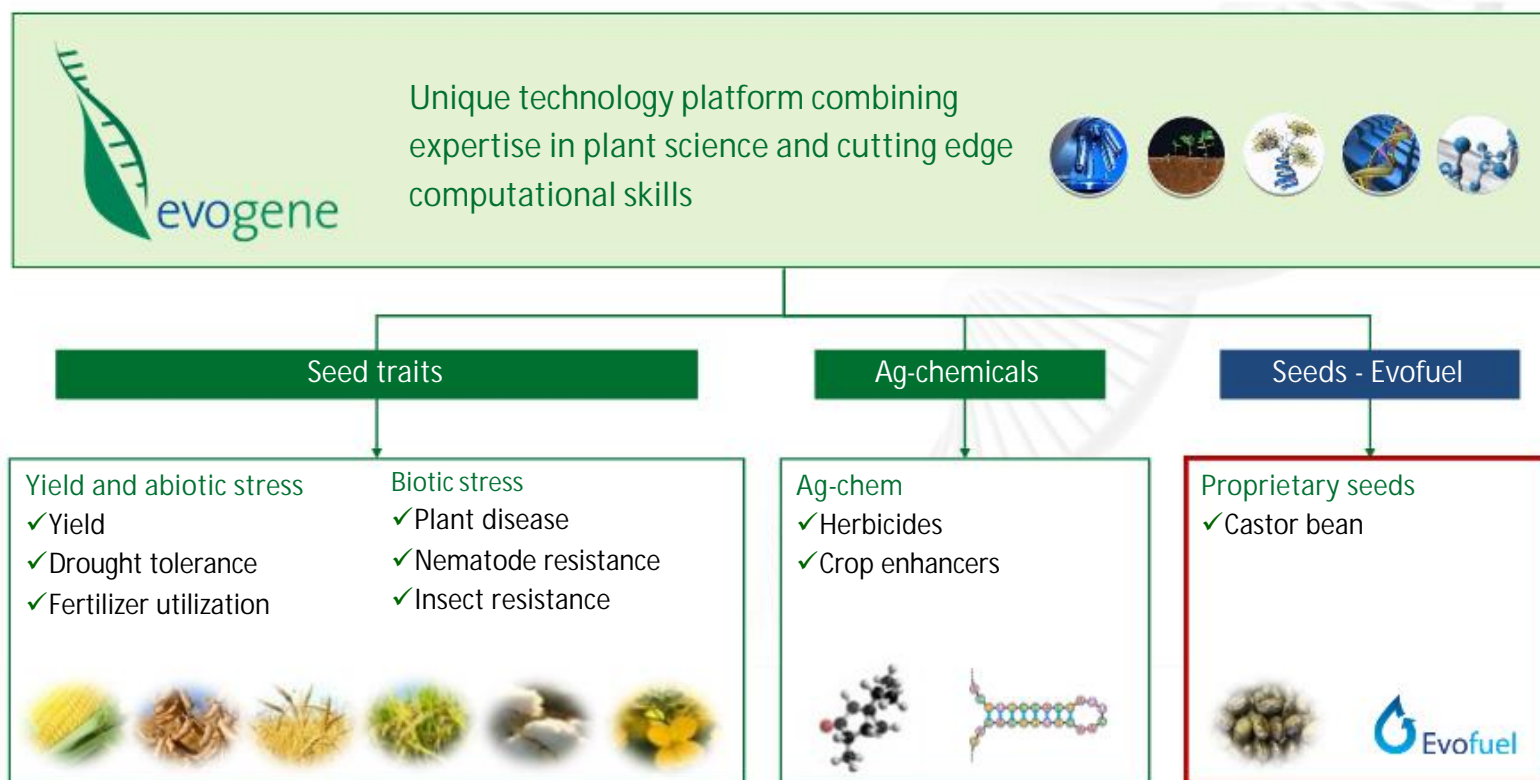 evogene
Unique technology platform combining
expertise in plant science and cutting edge
computational skills
Seed traits
Ag-chemicals
Seeds - Evofuel
Yield and abiotic stress
✓Yield
✓Drought tolerance
✓Fertilizer utilization
Biotic stress
✓Plant disease
✓Nematode resistance
✓Insect resistance
Ag-chem
✓Herbicides
✓Crop enhancers
Proprietary seeds
✓Castor bean
Evofuel